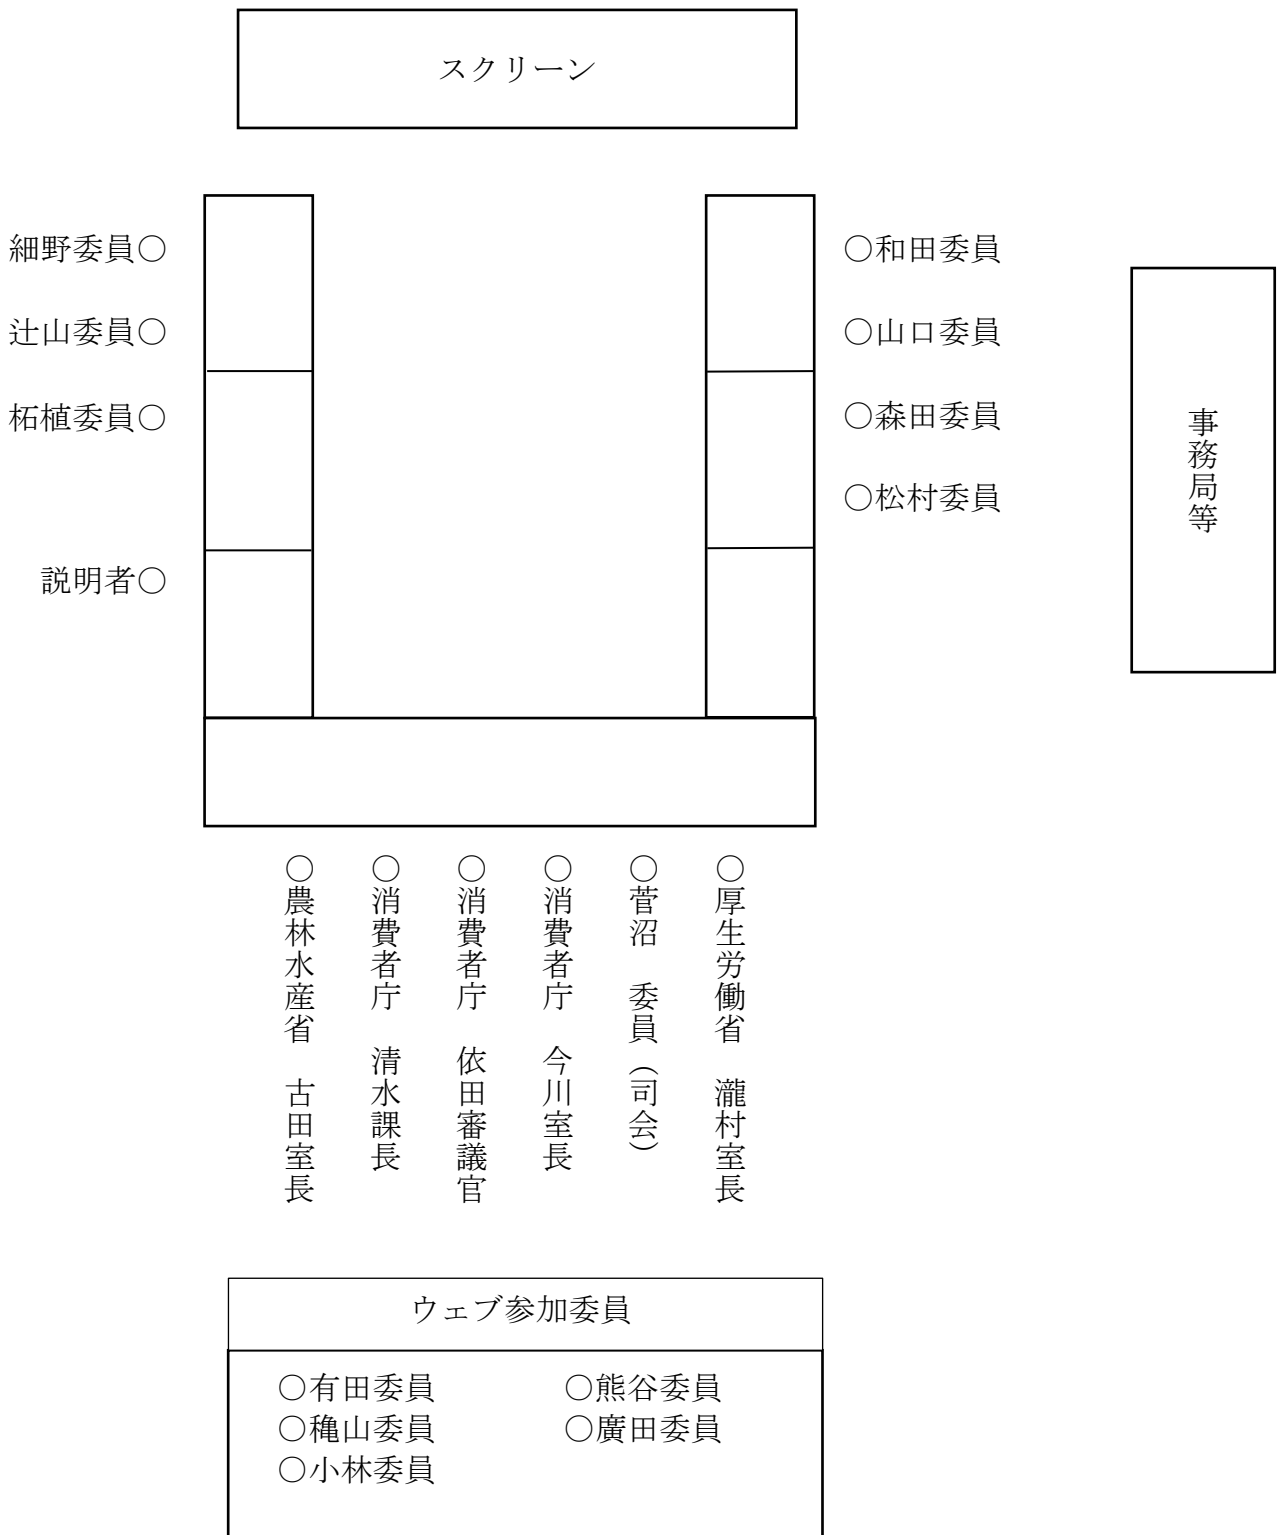 スクリーン
細野委員○
辻山委員○
柘植委員○
説明者○
○和田委員
○山口委員
○森田委員
○松村委員
事務局等
○農林水産省　古田室長
○消費者庁　清水課長
○消費者庁　依田審議官
○消費者庁　今川室長
○菅沼　委員（司会）
○厚生労働省　瀧村室長
ウェブ参加委員
○有田委員
○穐山委員
○小林委員
○熊谷委員
○廣田委員